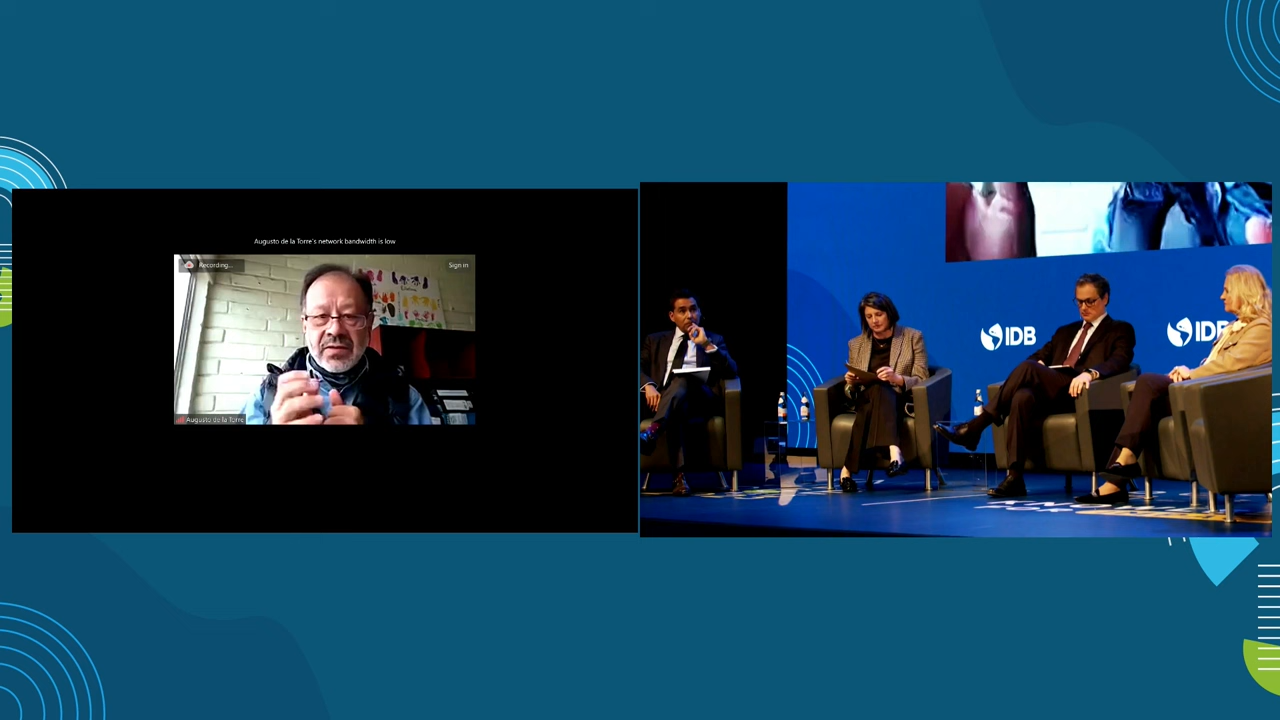 Augusto de la Torre's network bandwidth is low
Recording...
Sign in
Augusto de la Torre
IDB
IDB